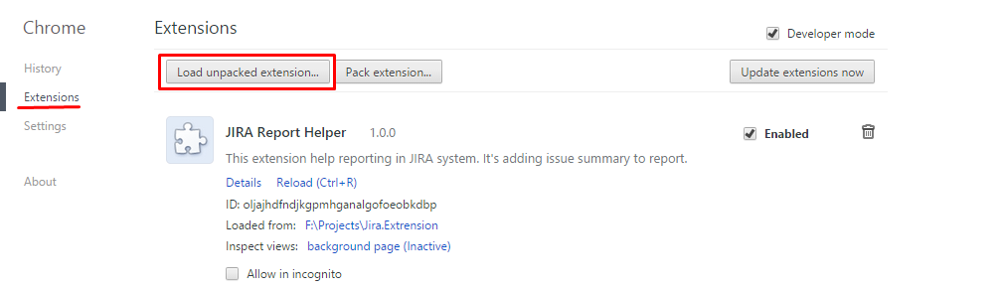 Chrome
Extensions
Developer mode
History
Load unpacked extension...
Pack extension...
Update extensions now
Extensions
Settings
JIRA Report Helper 1.0.0
Enabled
This extension help reporting in JIRA system. It's adding issue summary to report.
About
Details
Reload (Ctrl+R)
ID: oljajhdfndjkgpmhganalgofoeobkdbp
Loaded from: F:\Projects\Jira.Extrension
Inspect views: background page (Inactive)
Allow in incognito